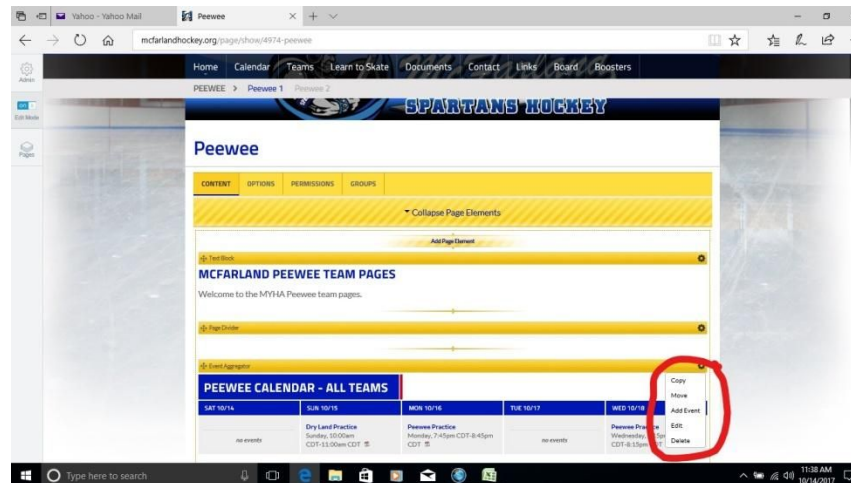 Yahoo - Yahoo Mail
Peewee
mcfarlandhockey.org/page/show/4974-peewee
Admin
Edit Mode
Pages
Home Calendar Teams Learn to Skate Documents Contact Links Board Boosters
PEEWEE > Peewee 1 Peewee 2
SPARTANS HOCKEY
Peewee
CONTENT OPTIONS PERMISSIONS GROUPS
Collapse Page Elements
Add Page Element
Text Block
MCFARLAND PEEWEE TEAM PAGES
Welcome to the MYHA Peewee team pages.
Page Divider
Event Aggregator
PEEWEE CALENDAR - ALL TEAMS
Copy
Move
Add Event
Edit
Delete
SAT 10/14 SUN 10/15 MON 10/16 TUE 10/17 WED 10/18
no events
Dry Land Practice
Sunday, 10:00am
CDT-11:00am CDT
Peewee Practice
Monday, 7:45pm CDT-8:45pm
CDT
no events
Peewee
Wednesday,
CDT-8:15pm
Type here to search
11:38 AM
10/14/2017